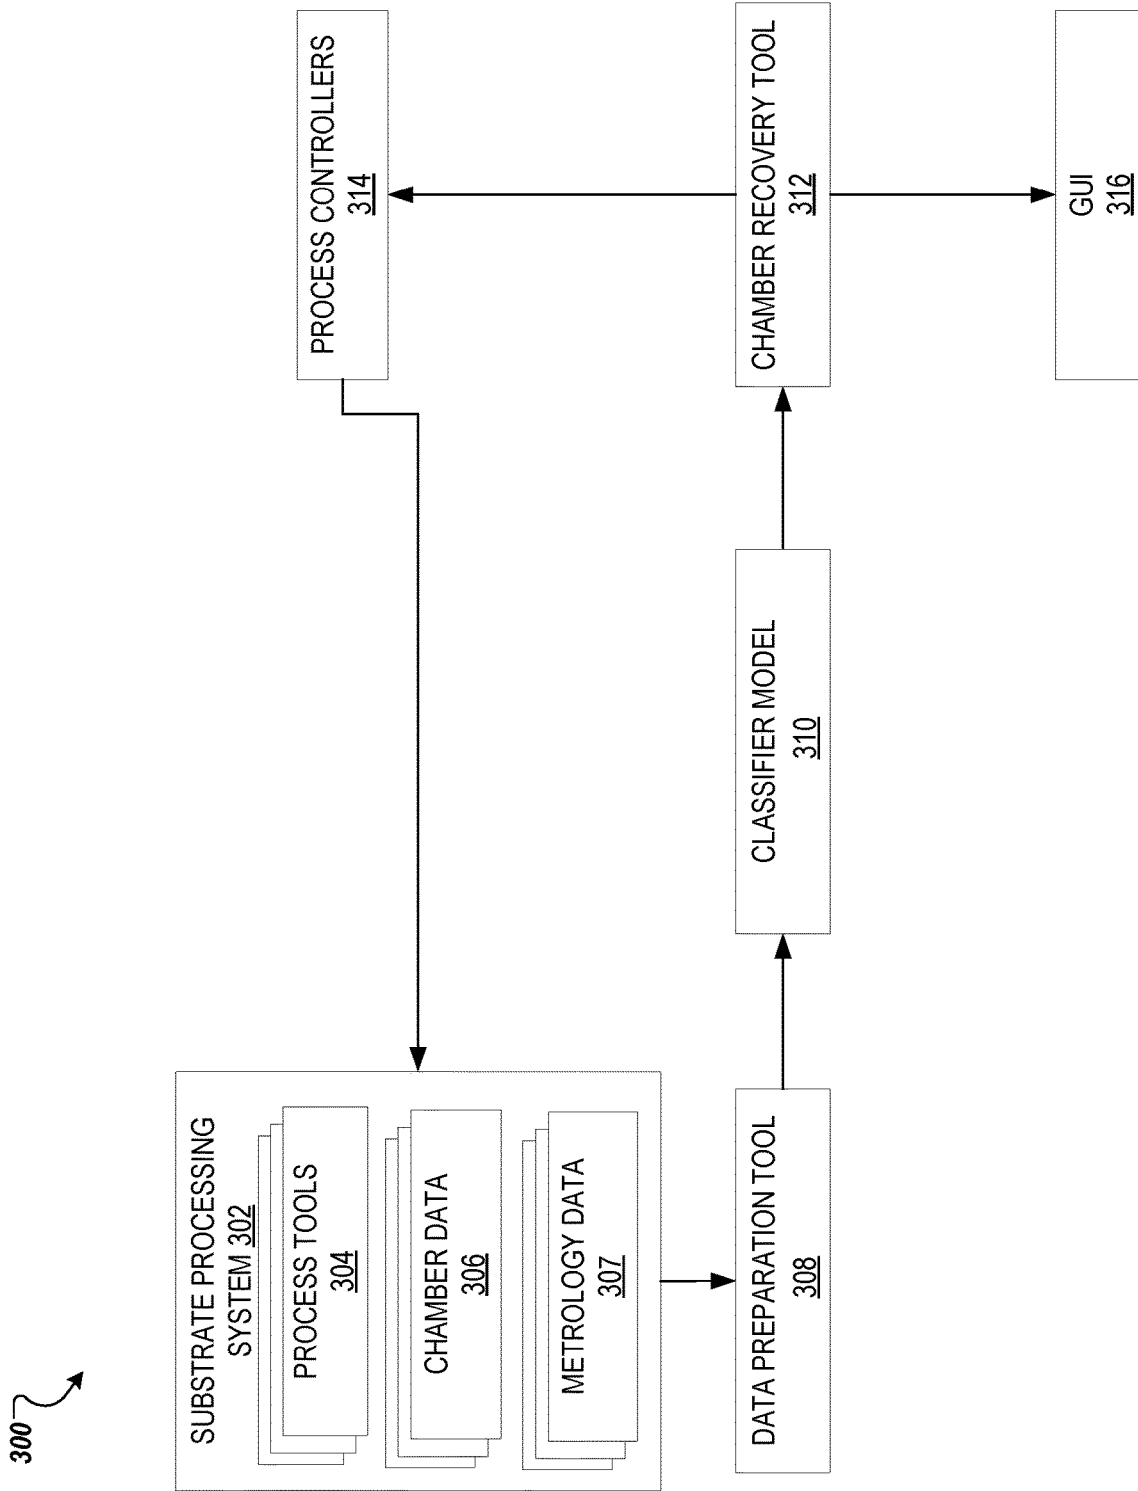 300
SUBSTRATE PROCESSING
SYSTEM 302
PROCESS TOOLS
304
CHAMBER DATA
306
METROLOGY DATA
307
PROCESS CONTROLLERS
314
DATA PREPARATION TOOL
308
CLASSIFIER MODEL
310
CHAMBER RECOVERY TOOL
312
GUI
316